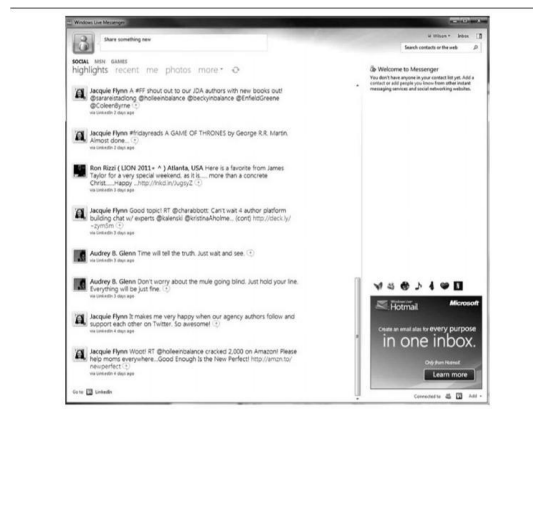 Windows Live Messenger
Share something new
Inbox
Search contacts or the web
SOCIAL MSN GAMES
highlights recent me photos more
Welcome to Messenger
You don't have anyone in your contact list yet. Add a
contact or add people you know from other instant
messaging services and social networking websites.
Jacquie Flynn A #FF shout out to our JDA authors with new books out!
@rarareistadlong @holleeinbalance @beckyinbalance @EnfieldGreene
@ColeenByrne
via LinkedIn 2 days ago
Jacquie Flynn #fridayreads A GAME OF THRONES by George R.R. Martin.
Almost done...
via LinkedIn 2 days ago
Ron Rizzi ( LION 2011+ ^ ) Atlanta, USA Here is a favorite from James
Taylor for a very special weekend, as it is..... more than a concrete
Christ.....Happy ...http://lnkd.in/JugsyZ
via LinkedIn 3 days ago
Jacquie Flynn Good topic! RT @charabbott: Can't wait 4 author platform
building chat w/ experts @kalenski @kristinaAholme... (cont) http://deck.ly/
~zym5m
via LinkedIn 3 days ago
Audrey B. Glenn Time will tell the truth. Just wait and see.
via LinkedIn 3 days ago
Audrey B. Glenn Don't worry about the mule going blind. Just hold your line.
Everything will be just fine.
via LinkedIn 3 days ago
Jacquie Flynn It makes me very happy when our agency authors follow and
support each other on Twitter. So awesome!
via LinkedIn 4 days ago
Jacquie Flynn Woot! RT @holleeinbalance cracked 2,000 on Amazon! Please
help moms everywhere...Good Enough Is the New Perfect! http://amzn.to/
newperfect
via LinkedIn 4 days ago
Go to LinkedIn
Windows Live
Hotmail
Microsoft
Create an email alias for every purpose
in one inbox.
Only from Hotmail
Learn more
Connected to Add